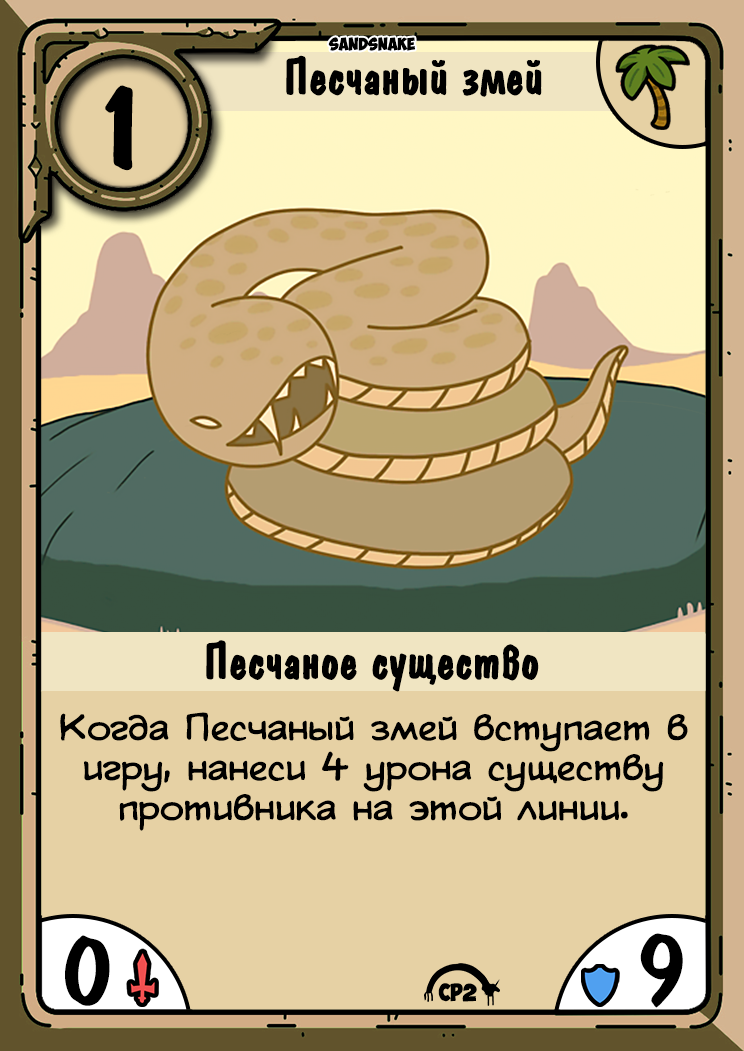 SANDSNAKE
Песчаный змей
1
Песчаное существо
Когда Песчаный змей вступает в
игру, нанеси 4 урона существу
противника на этой линии.
0
CP2
9